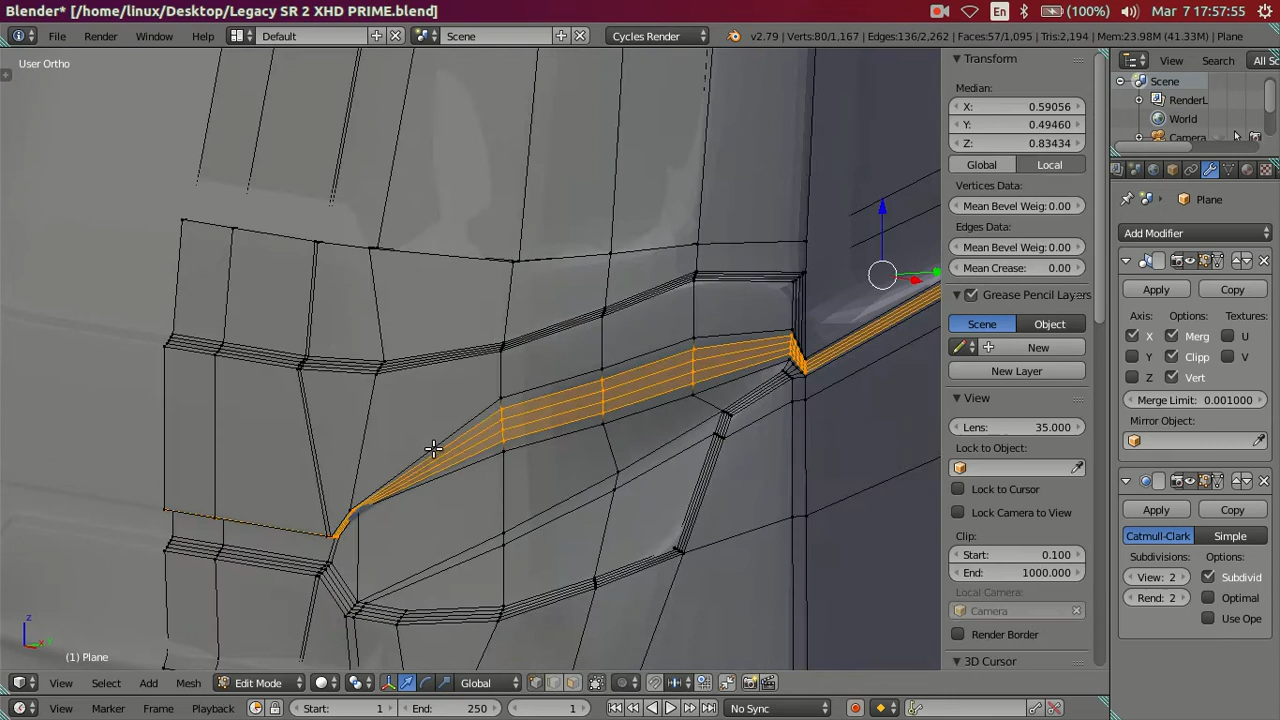 Blender* [/home/linux/Desktop/Legacy SR 2 XHD PRIME.blend]
En (100%) Mar 7 17:57:55
File Render Window Help Default Scene Cycles Render v2.79 | Verts:80/1,167 | Edges:136/2,262 | Faces:57/1,095 | Tris:2,194 | Mem:23.98M (41.33M) | Plane
User Ortho
Transform
Median:
X: 0.59056
Y: 0.49460
Z: 0.83434
Global Local
Vertices Data:
Mean Bevel Weig: 0.00
Edges Data:
Mean Bevel Weig: 0.00
Mean Crease: 0.00
Grease Pencil Layers
Scene Object
New
New Layer
View
Lens: 35.000
Lock to Object:
Lock to Cursor
Lock Camera to View
Clip:
Start: 0.100
End: 1000.000
Local Camera:
Camera
Render Border
3D Cursor
View Search All Sc
Scene
RenderL
World
Camera
Plane
Add Modifier
Apply Copy
Axis: Options: Textures:
X Merg U
Y Clipp V
Z Vert
Merge Limit: 0.001000
Mirror Object:
Apply Copy
Catmull-Clark Simple
Subdivisions: Options:
View: 2 Subdivid
Rend: 2 Optimal
Use Ope
z
(1) Plane
View Select Add Mesh Edit Mode Global
View Marker Frame Playback Start: 1 End: 250 1 No Sync